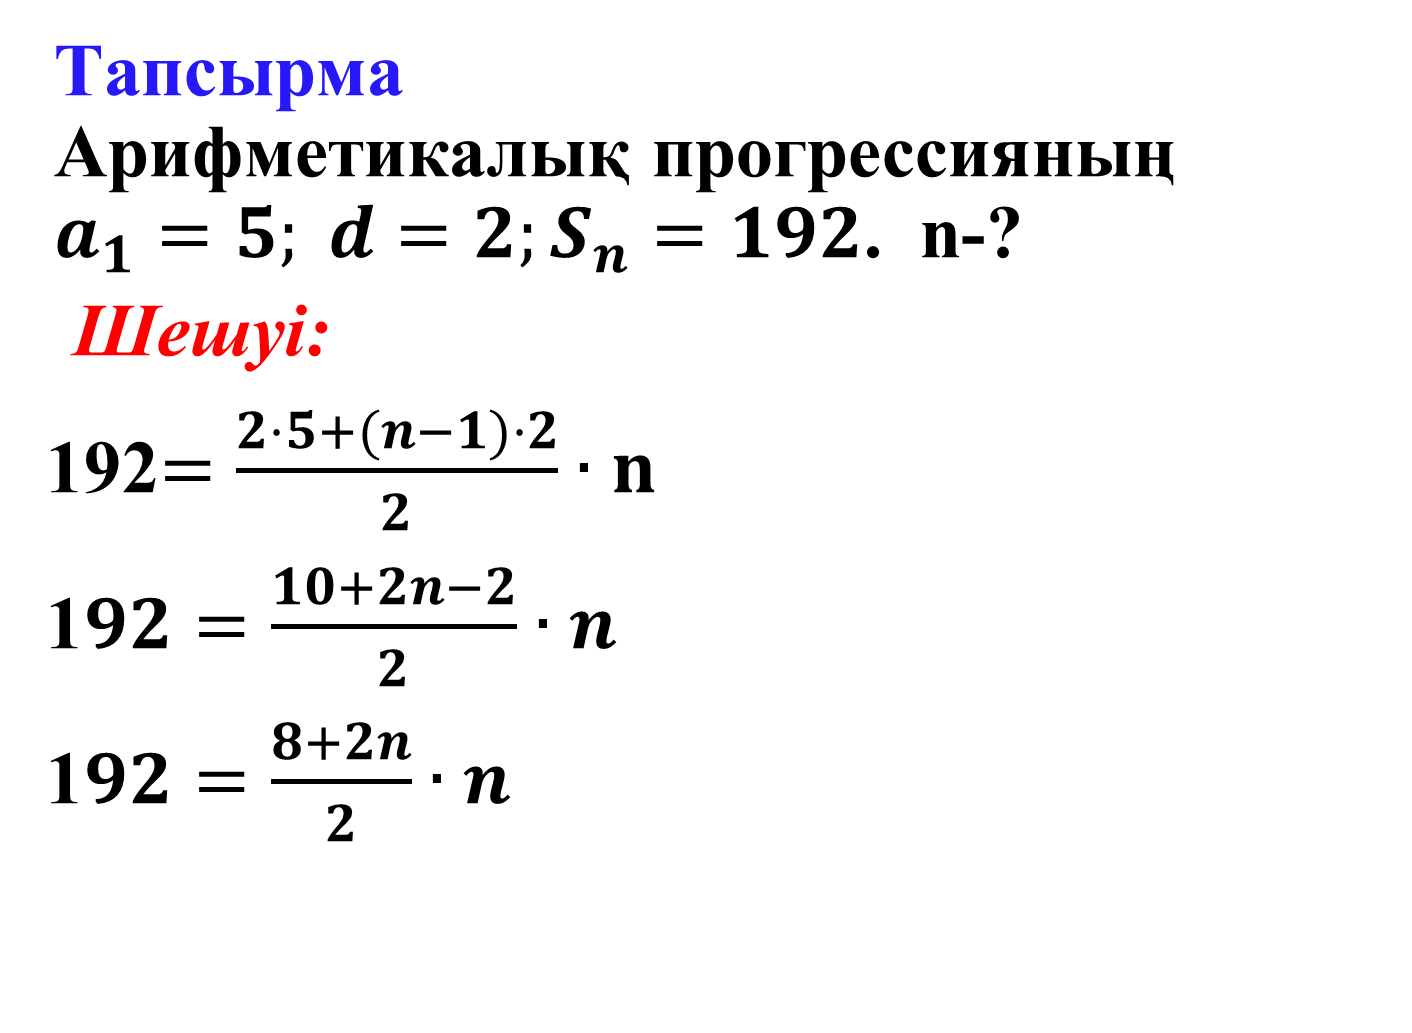 Тапсырма
Арифметикалық прогрессияның
a₁ = 5; d = 2; Sₙ = 192. n-?
Шешуі:
192= (2·5+(n−1)·2)/2 · n
192 = (10+2n−2)/2 · n
192 = (8+2n)/2 · n